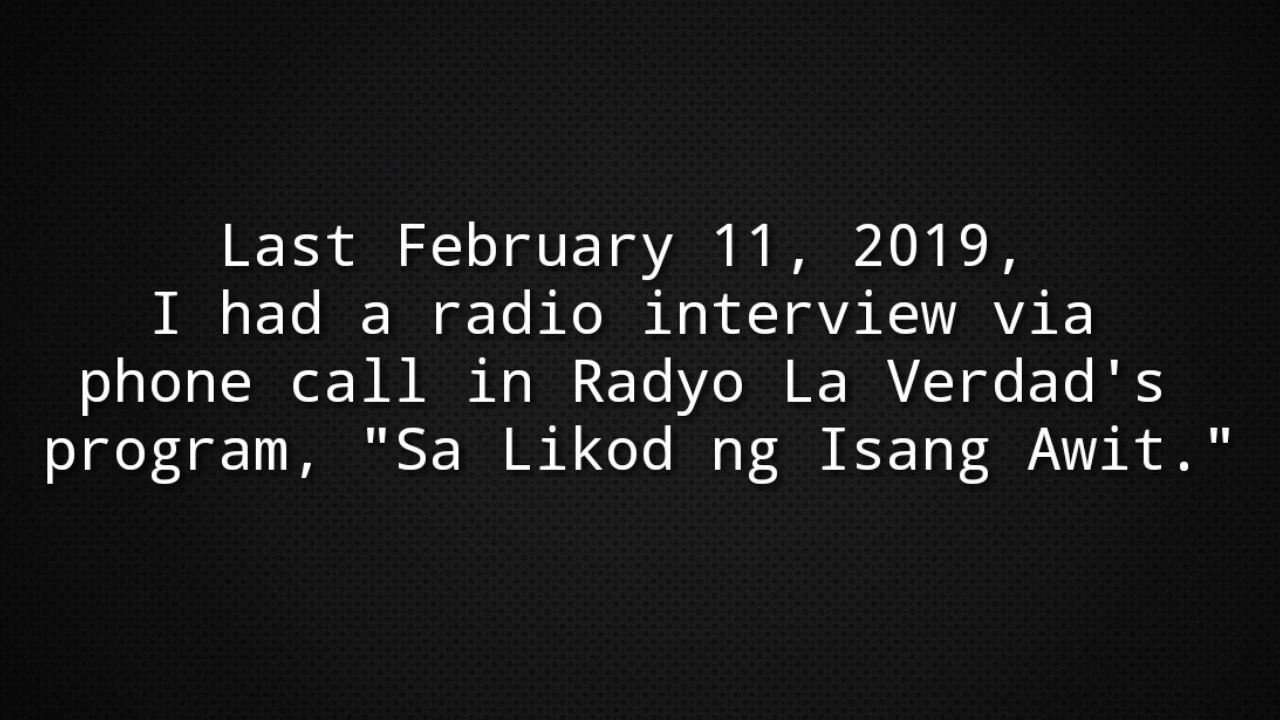 Last February 11, 2019,
I had a radio interview via
phone call in Radyo La Verdad's
program, "Sa Likod ng Isang Awit."